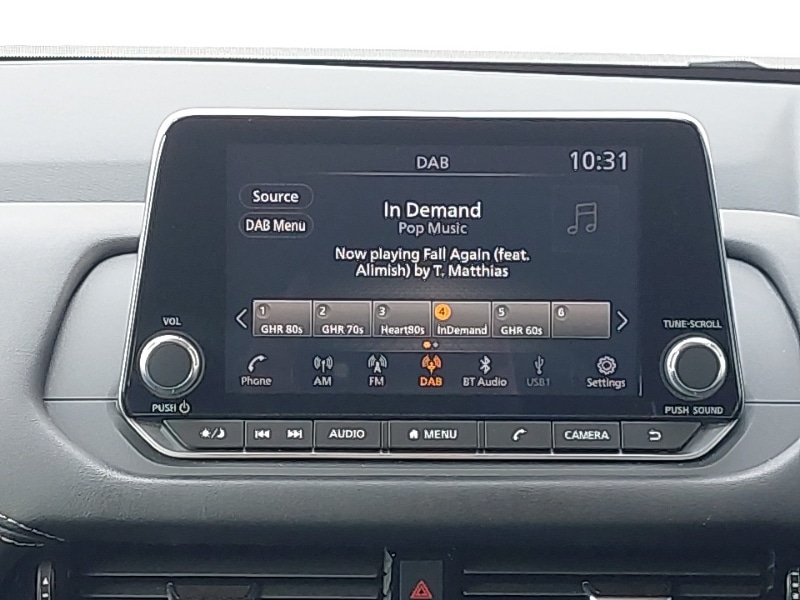 DAB
10:31
Source
DAB Menu
In Demand
Pop Music
Now playing Fall Again (feat.
Alimish) by T. Matthias
1 2 3 4 5 6
GHR 80s GHR 70s Heart80s InDemand GHR 60s
Phone AM FM DAB BT Audio USB1 Settings
VOL
PUSH
TUNE·SCROLL
PUSH SOUND
AUDIO MENU CAMERA